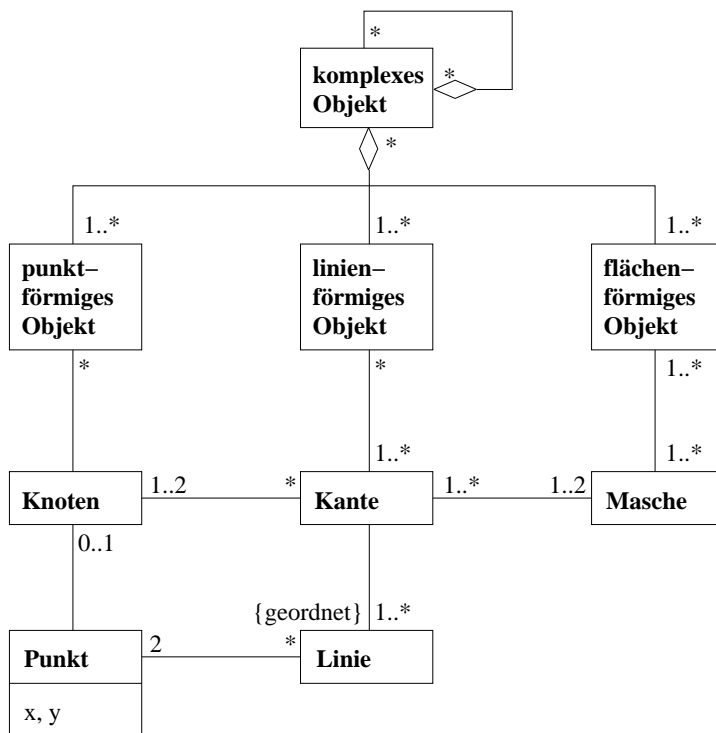 *
komplexes
Objekt
*
*
1..*
1..*
1..*
punkt–
förmiges
Objekt
linien–
förmiges
Objekt
flächen–
förmiges
Objekt
*
*
1..*
1..*
1..*
Knoten
1..2
*
Kante
1..*
1..2
Masche
0..1
{geordnet}
1..*
Punkt
2
*
Linie
x, y